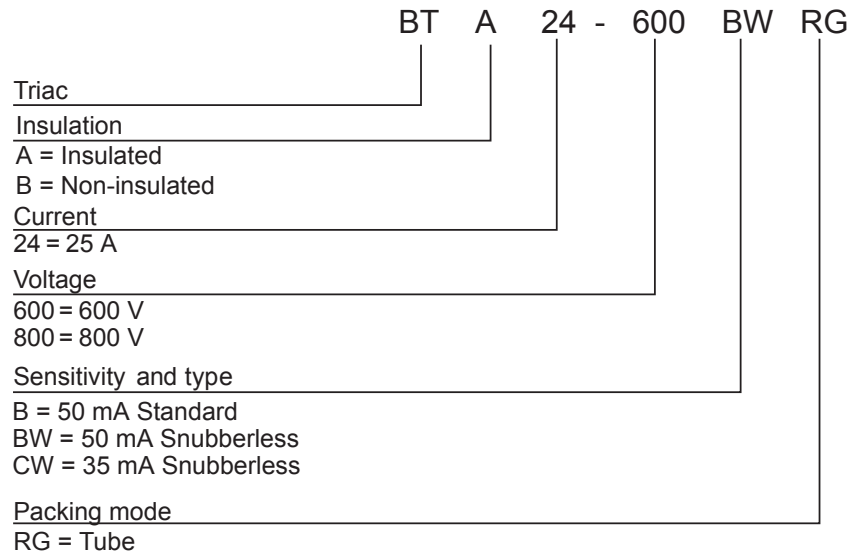 BT A 24 - 600 BW RG
Triac
Insulation
A = Insulated
B = Non-insulated
Current
24 = 25 A
Voltage
600 = 600 V
800 = 800 V
Sensitivity and type
B = 50 mA Standard
BW = 50 mA Snubberless
CW = 35 mA Snubberless
Packing mode
RG = Tube